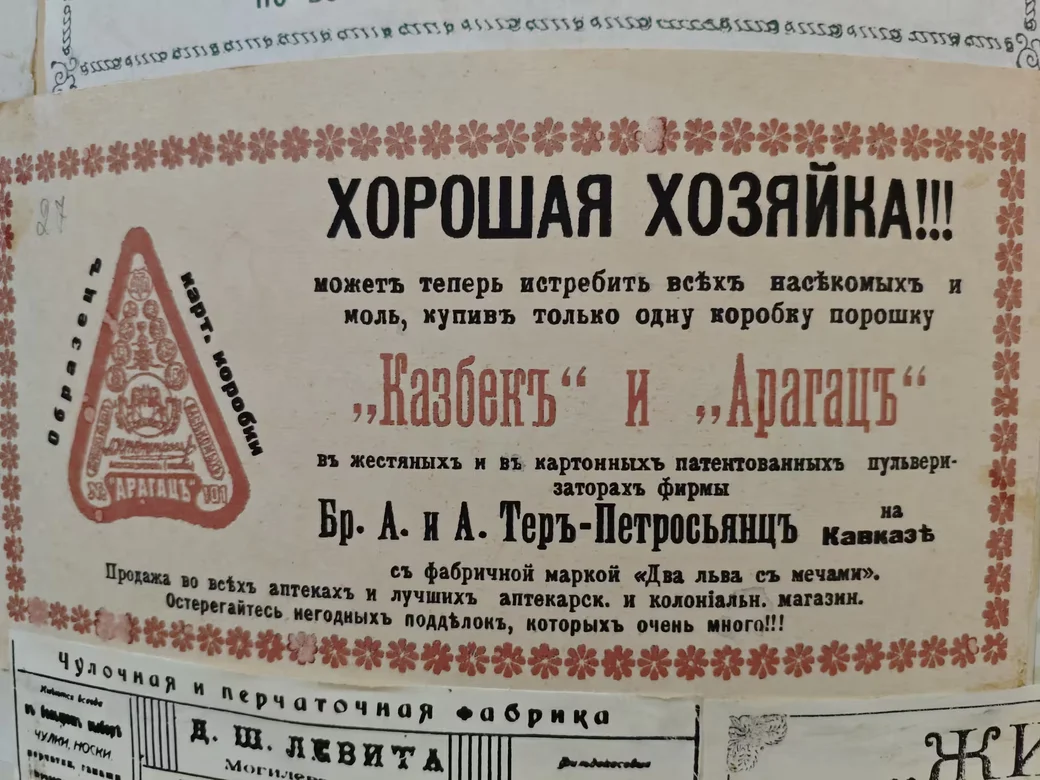 27
ХОРОШАЯ ХОЗЯЙКА!!!
можетъ теперь истребить всѣхъ насѣкомыхъ и
моль, купивъ только одну коробку порошку
„Казбекъ“ и „Арагацъ“
въ жестяныхъ и въ картонныхъ патентованныхъ пульвери-
заторахъ фирмы
Бр. А. и А. Теръ-Петросьянцъ на Кавказѣ
съ фабричной маркой «Два льва съ мечами».
Продажа во всѣхъ аптекахъ и лучшихъ аптекарск. и колоніальн. магазин.
Остерегайтесь негодныхъ поддѣлокъ, которыхъ очень много!!!
Образецъ
карт. коробки
№ "АРАГАЦЪ" 101
Чулочная и перчаточная фабрика
Д. Ш. ЛЕВИТА
ЧУЛКИ, НОСКИ
„ЖИ